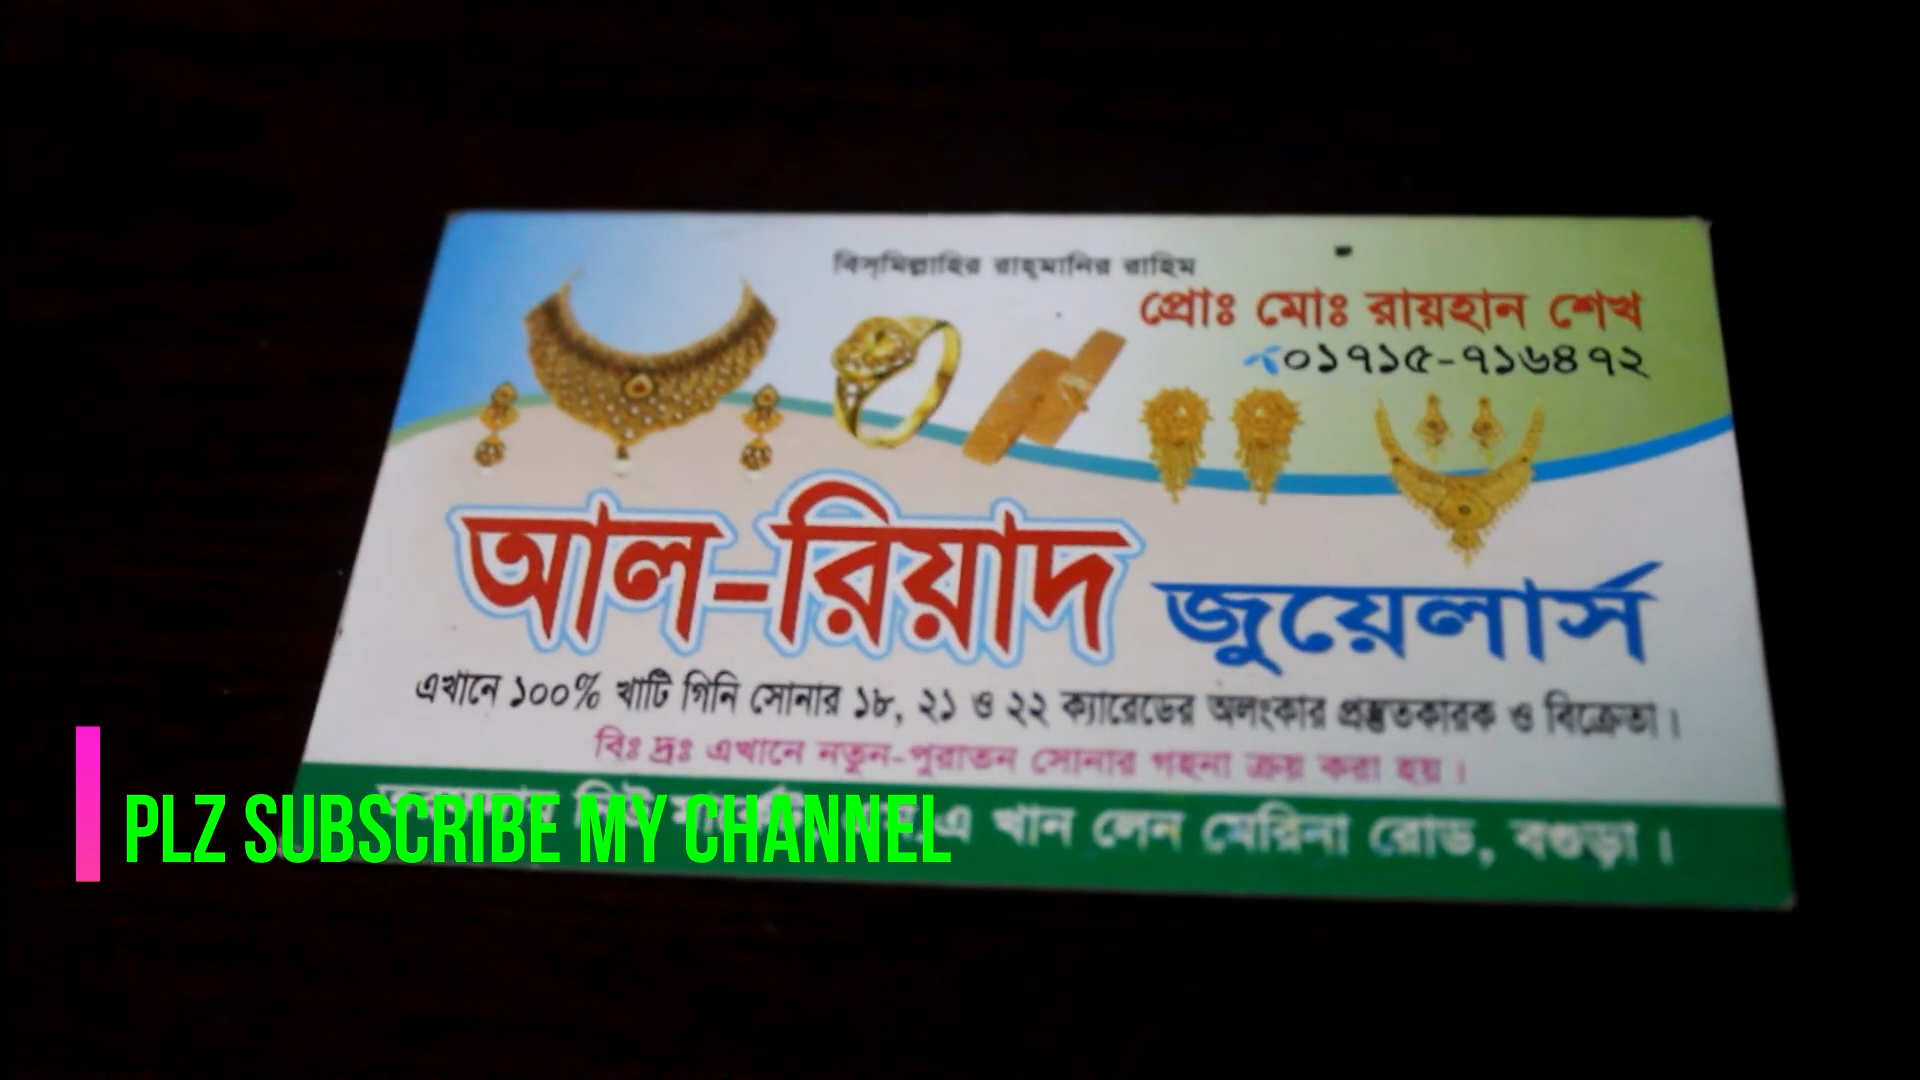 বিস্‌মিল্লাহির রাহ্‌মানির রাহিম
প্রোঃ মোঃ রায়হান শেখ
০১৭১৫-৭১৬৪৭২
আল-রিয়াদ জুয়েলার্স
এখানে ১০০% খাটি গিনি সোনার ১৮, ২১ ও ২২ ক্যারেডের অলংকার প্রস্তুতকারক ও বিক্রেতা।
বিঃ দ্রঃ এখানে নতুন-পুরাতন সোনার গহনা ক্রয় করা হয়।
এ খান লেন মেরিনা রোড, বগুড়া।
PLZ SUBSCRIBE MY CHANNEL